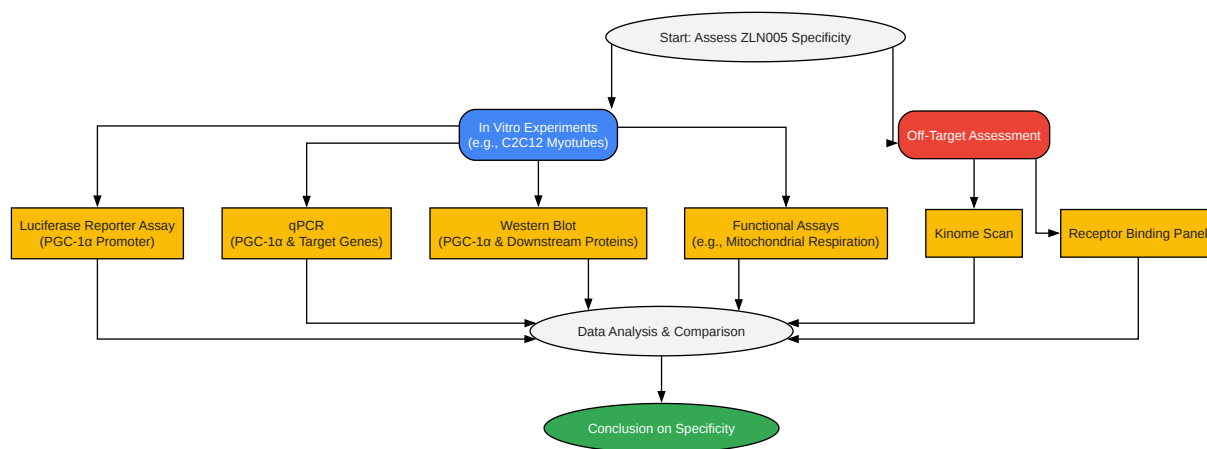 Start: Assess ZLN005 Specificity
In Vitro Experiments
(e.g., C2C12 Myotubes)
Off-Target Assessment
Luciferase Reporter Assay
(PGC-1α Promoter)
qPCR
(PGC-1α & Target Genes)
Western Blot
(PGC-1α & Downstream Proteins)
Functional Assays
(e.g., Mitochondrial Respiration)
Kinome Scan
Receptor Binding Panel
Data Analysis & Comparison
Conclusion on Specificity